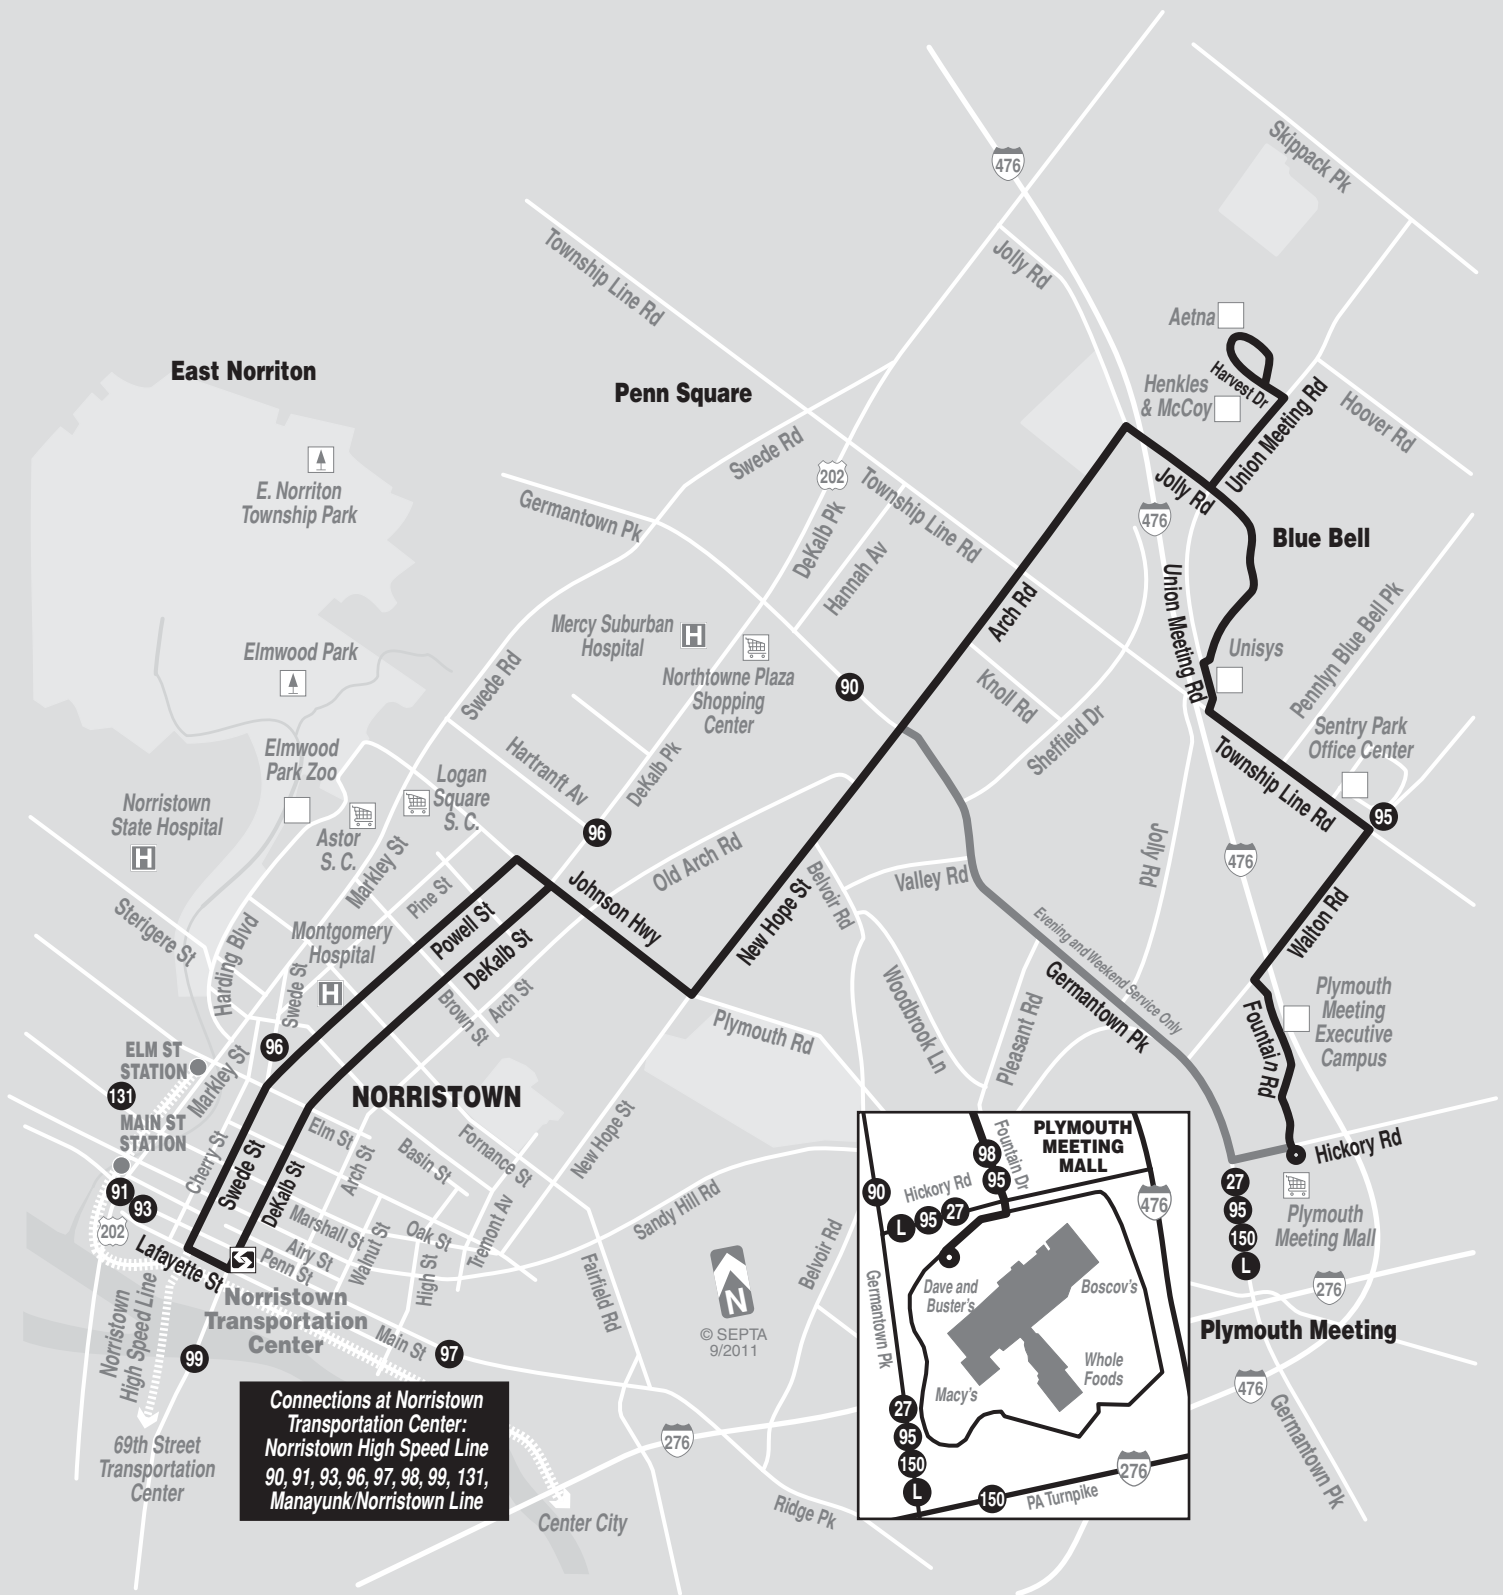 Skippack Pk
476
Jolly Rd
Township Line Rd
Aetna
Harvest Dr
Henkles
& McCoy
Union Meeting Rd
Hoover Rd
East Norriton
Penn Square
Swede Rd
202
Township Line Rd
Jolly Rd
476
Blue Bell
E. Norriton
Township Park
Germantown Pk
DeKalb Pk
Hannah Av
Arch Rd
Union Meeting Rd
Pennlyn Blue Bell Pk
Mercy Suburban
Hospital
H
Northtowne Plaza
Shopping
Center
90
Elmwood Park
Swede Rd
Knoll Rd
Sheffield Dr
Unisys
Sentry Park
Office Center
Township Line Rd
95
Elmwood
Park Zoo
Logan
Square
S. C.
Hartranft Av
DeKalb Pk
96
Norristown
State Hospital
H
Astor
S. C.
Markley St
Pine St
Old Arch Rd
Johnson Hwy
Belvoir Rd
Valley Rd
Jolly Rd
476
Walton Rd
Sterigere St
Harding Blvd
Montgomery
Hospital
H
Swede St
Powell St
DeKalb St
New Hope St
Evening and Weekend Service Only
Germantown Pk
Woodbrook Ln
Pleasant Rd
Brown St
Arch St
Plymouth Rd
Fountain Rd
Plymouth
Meeting
Executive
Campus
ELM ST
STATION
96
131
Markley St
NORRISTOWN
MAIN ST
STATION
Cherry St
Swede St
DeKalb St
Elm St
Arch St
Basin St
Fornance St
New Hope St
Hickory Rd
91
93
202
Lafayette St
Marshall St
Airy St
Penn St
Walnut St
Oak St
High St
Tremont Av
Sandy Hill Rd
Fairfield Rd
Belvoir Rd
27
95
150
L
Plymouth
Meeting Mall
276
Plymouth Meeting
476
Germantown Pk
Norristown
Transportation
Center
Norristown
High Speed Line
99
Main St
97
N
© SEPTA
9/2011
PLYMOUTH
MEETING
MALL
98
Fountain Dr
95
90
Hickory Rd
L
95
27
476
Dave and
Buster's
Boscov's
Germantown Pk
Macy's
Whole
Foods
27
95
150
L
150
PA Turnpike
276
Connections at Norristown
Transportation Center:
Norristown High Speed Line
90, 91, 93, 96, 97, 98, 99, 131,
Manayunk/Norristown Line
69th Street
Transportation
Center
276
Center City
Ridge Pk